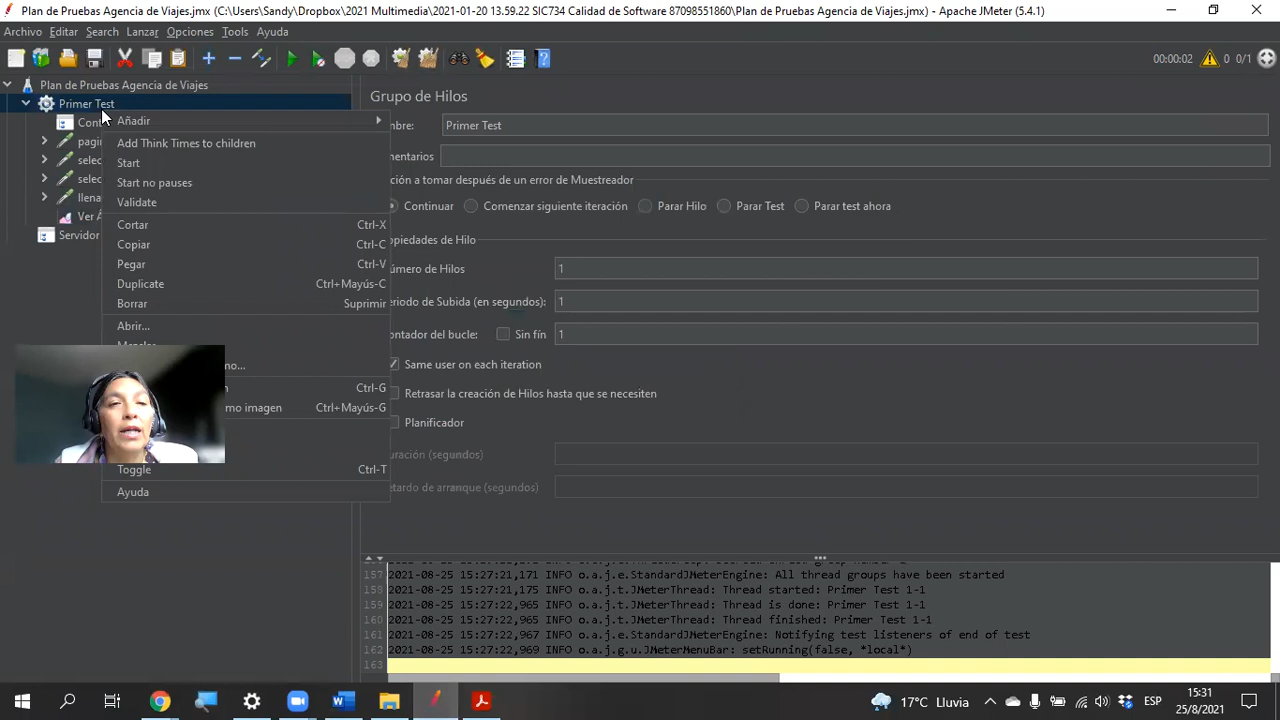 Plan de Pruebas Agencia de Viajes.jmx (C:\Users\Sandy\Dropbox\2021 Multimedia\2021-01-20 13.59.22 SIC734 Calidad de Software 87098551860\Plan de Pruebas Agencia de Viajes.jmx) - Apache JMeter (5.4.1)
Archivo Editar Search Lanzar Opciones Tools Ayuda
00:00:02 0 0/1
Plan de Pruebas Agencia de Viajes
Primer Test
Cont
pagin
selec
selec
llena
Ver Á
Servidor
Añadir
Add Think Times to children
Start
Start no pauses
Validate
Cortar Ctrl-X
Copiar Ctrl-C
Pegar Ctrl-V
Duplicate Ctrl+Mayús-C
Borrar Suprimir
Abrir...
no...
n Ctrl-G
mo imagen Ctrl+Mayús-G
Toggle Ctrl-T
Ayuda
Grupo de Hilos
nbre: Primer Test
nentarios
ción a tomar después de un error de Muestreador
Continuar Comenzar siguiente iteración Parar Hilo Parar Test Parar test ahora
opiedades de Hilo
úmero de Hilos 1
eriodo de Subida (en segundos): 1
ontador del bucle: Sin fín 1
Same user on each iteration
Retrasar la creación de Hilos hasta que se necesiten
Planificador
uración (segundos)
etardo de arranque (segundos)
157 2021-08-25 15:27:21,171 INFO o.a.j.e.StandardJMeterEngine: All thread groups have been started
158 2021-08-25 15:27:21,175 INFO o.a.j.t.JMeterThread: Thread started: Primer Test 1-1
159 2021-08-25 15:27:22,965 INFO o.a.j.t.JMeterThread: Thread is done: Primer Test 1-1
160 2021-08-25 15:27:22,965 INFO o.a.j.t.JMeterThread: Thread finished: Primer Test 1-1
161 2021-08-25 15:27:22,967 INFO o.a.j.e.StandardJMeterEngine: Notifying test listeners of end of test
162 2021-08-25 15:27:22,969 INFO o.a.j.g.u.JMeterMenuBar: setRunning(false, *local*)
163
17°C Lluvia ESP 15:31
25/8/2021